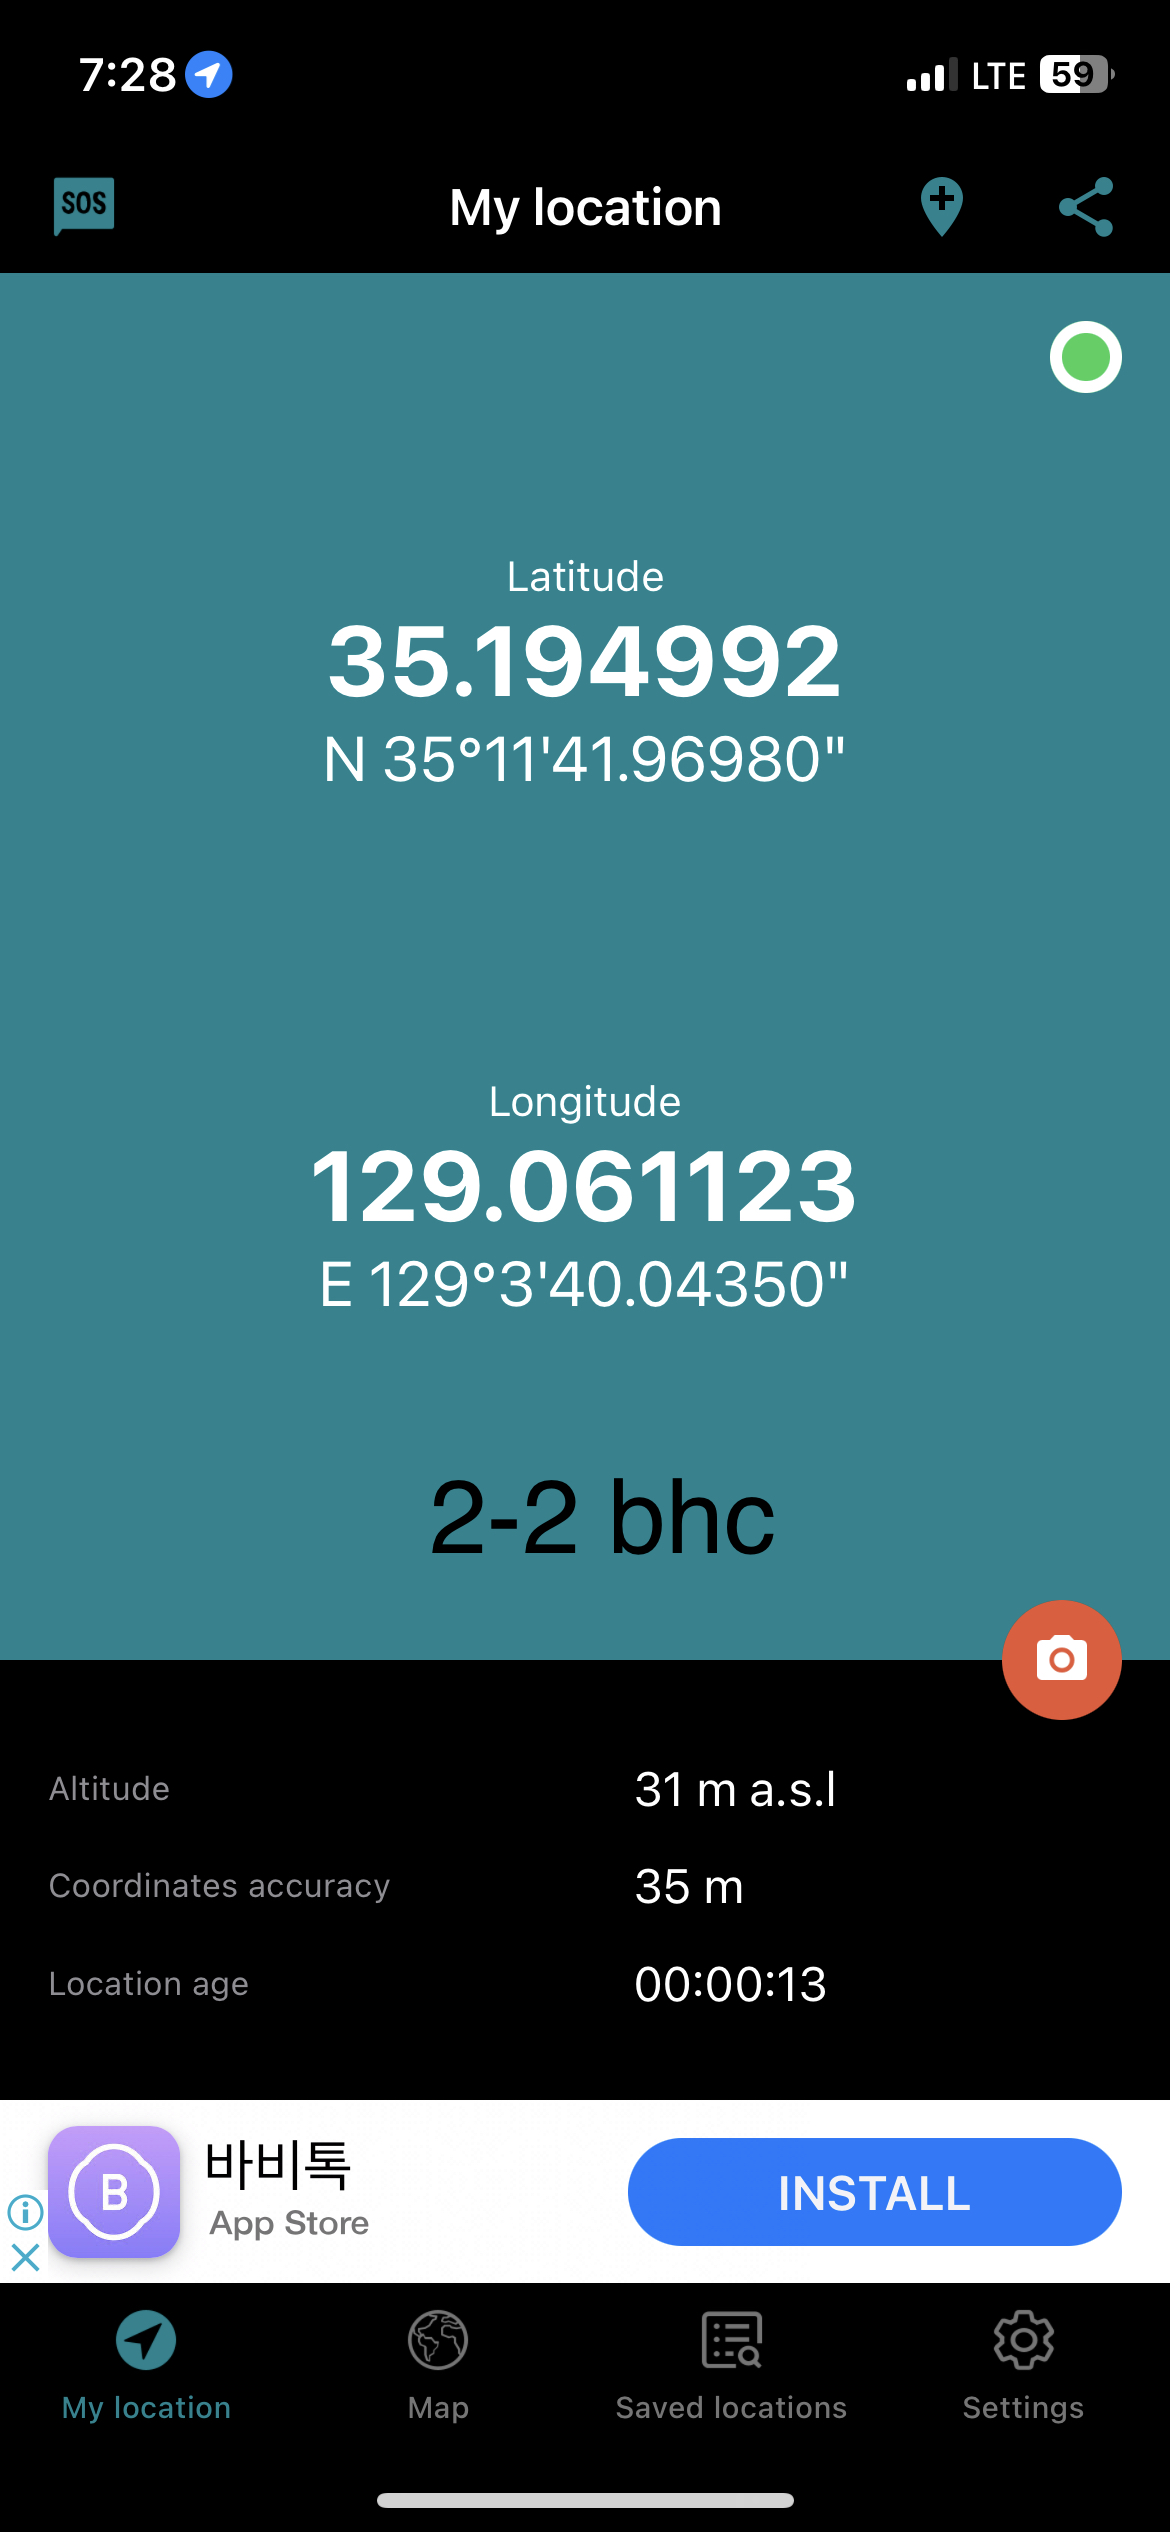 7:28
LTE 59
SOS
My location
Latitude
35.194992
N 35°11'41.96980"
Longitude
129.061123
E 129°3'40.04350"
2-2 bhc
Altitude 31 m a.s.l
Coordinates accuracy 35 m
Location age 00:00:13
B
바비톡
App Store
INSTALL
My location Map Saved locations Settings